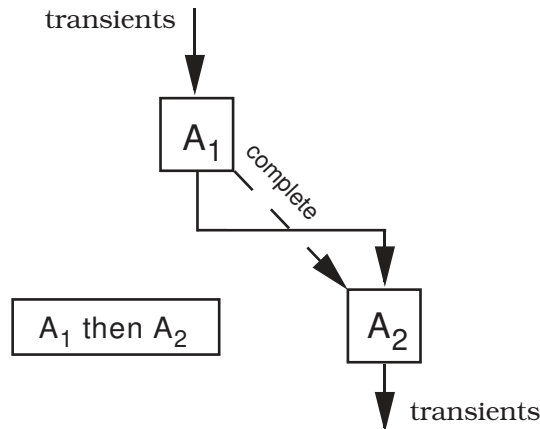 transients
A₁
complete
A₁ then A₂
A₂
transients